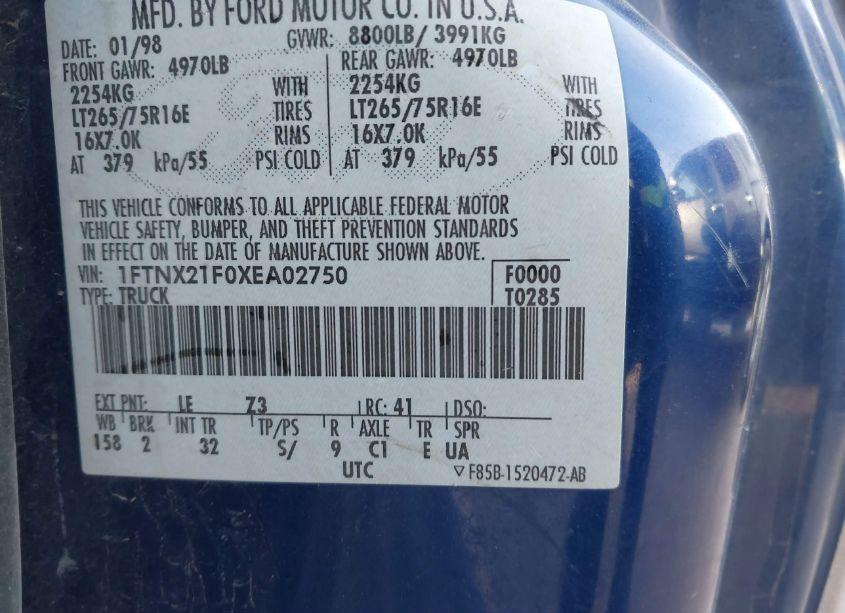 MFD. BY FORD MOTOR CO. IN U.S.A.
DATE: 01/98 GVWR: 8800LB/ 3991KG
FRONT GAWR: 4970LB REAR GAWR: 4970LB
2254KG WITH 2254KG WITH
LT265/75R16E TIRES LT265/75R16E TIRES
16X7.0K RIMS 16X7.0K RIMS
AT 379 kPa/55 PSI COLD AT 379 kPa/55 PSI COLD
THIS VEHICLE CONFORMS TO ALL APPLICABLE FEDERAL MOTOR
VEHICLE SAFETY, BUMPER, AND THEFT PREVENTION STANDARDS
IN EFFECT ON THE DATE OF MANUFACTURE SHOWN ABOVE.
VIN: 1FTNX21F0XEA02750 F0000
TYPE: TRUCK T0285
EXT PNT: LE Z3 RC: 41 DSO:
WB BRK INT TR TP/PS R AXLE TR SPR
158 2 32 S/ 9 C1 E UA
UTC ▽F85B-1520472-AB